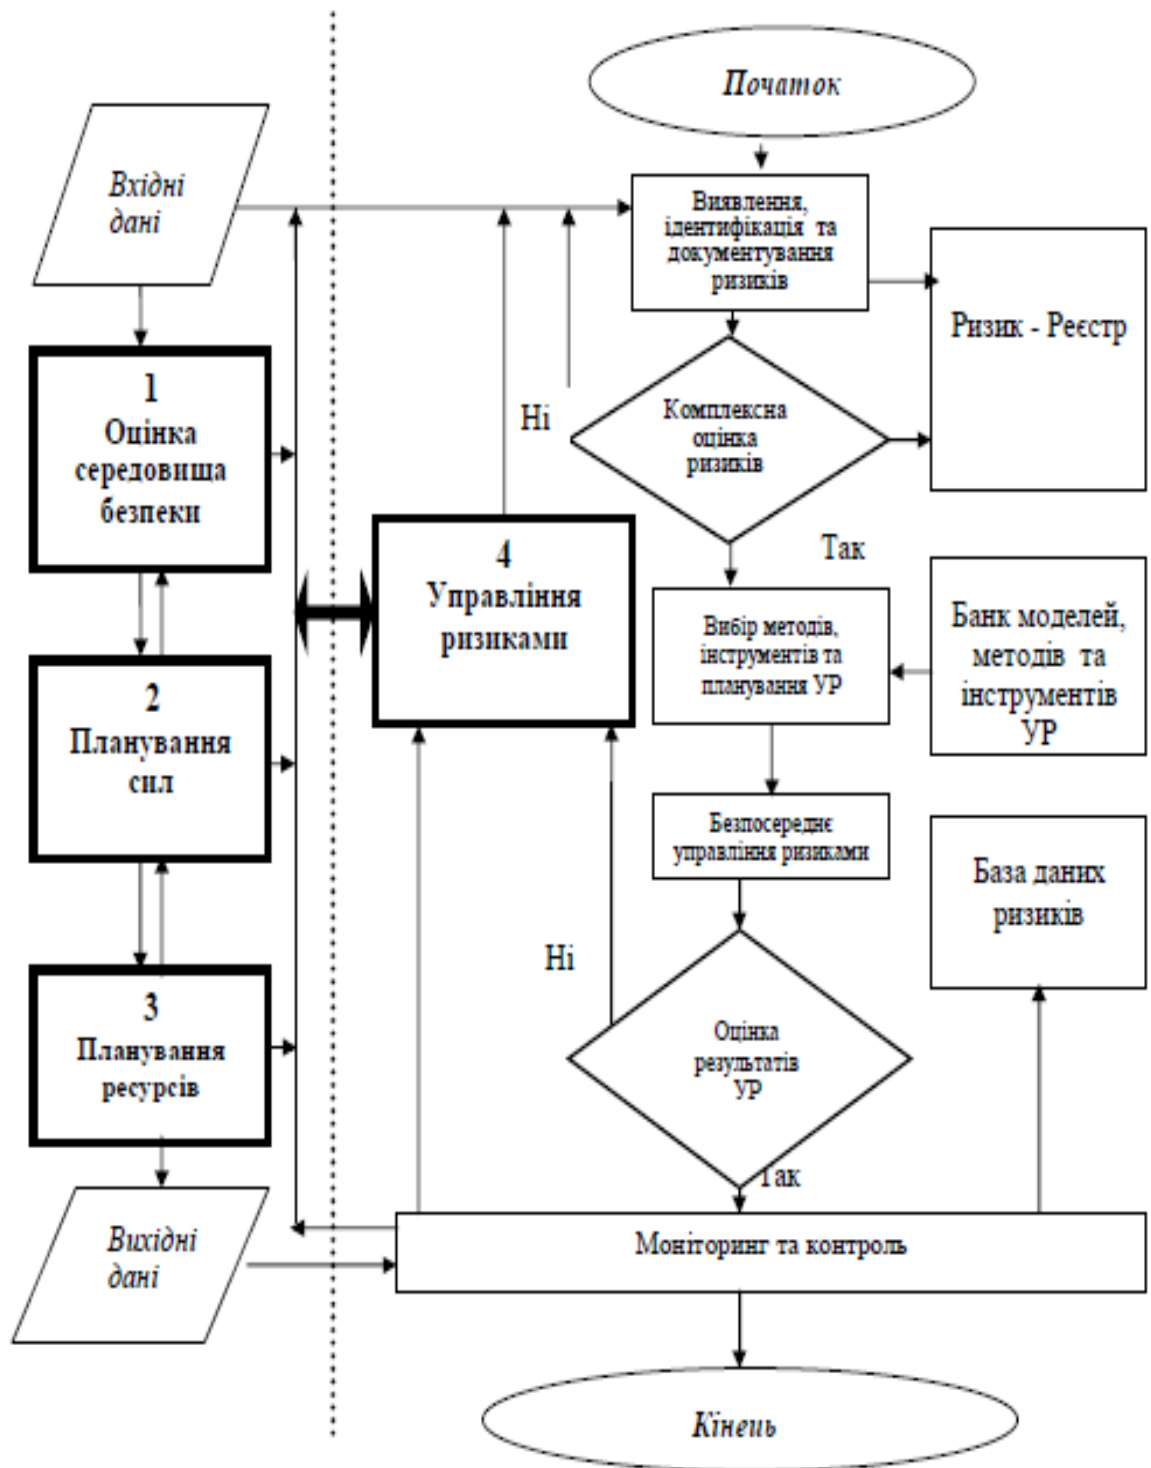 Початок
Вхідні
дані
Виявлення,
ідентифікація та
документування
ризиків
Ризик - Реєстр
1
Оцінка
середовища
безпеки
Ні
Комплексна
оцінка
ризиків
Так
4
Управління
ризиками
Вибір методів,
інструментів та
планування УР
Банк моделей,
методів та
інструментів
УР
2
Планування
сил
Безпосереднє
управління ризиками
База даних
ризиків
Ні
3
Планування
ресурсів
Оцінка
результатів
УР
Так
Вихідні
дані
Моніторинг та контроль
Кінець